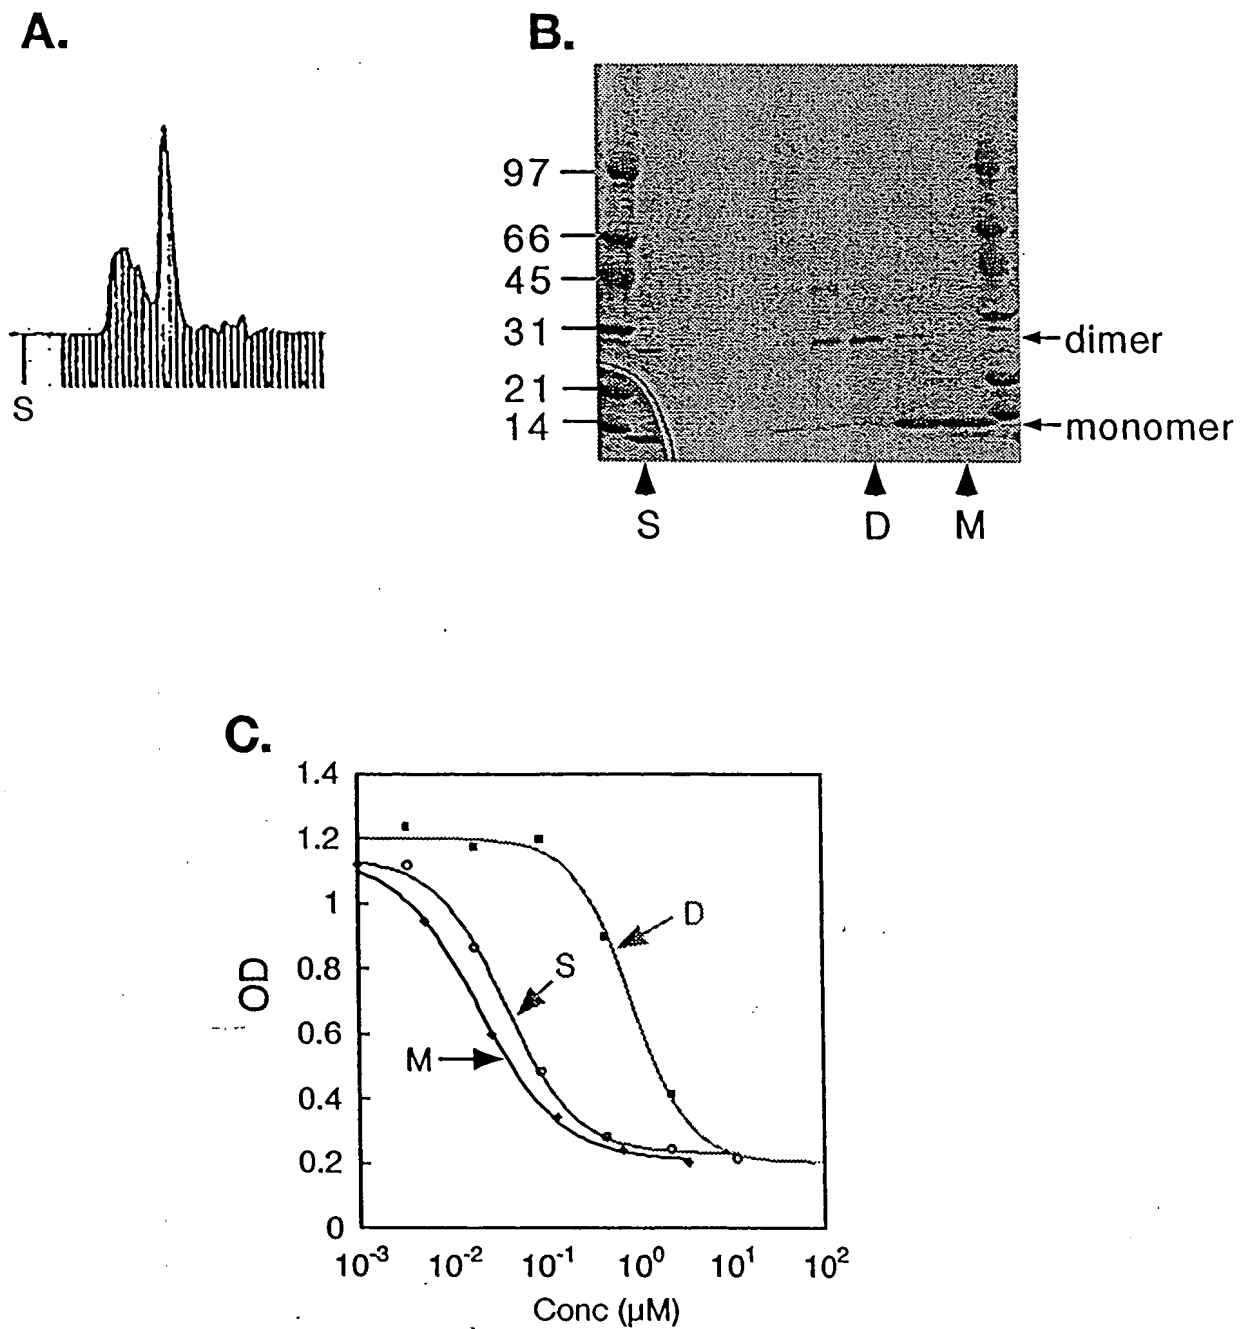 A.
S
B.
97
66
45
31
21
14
dimer
monomer
S D M
C.
1.4
1.2
1
0.8
0.6
0.4
0.2
0
OD
D
S
M
10⁻³ 10⁻² 10⁻¹ 10⁰ 10¹ 10²
Conc (µM)